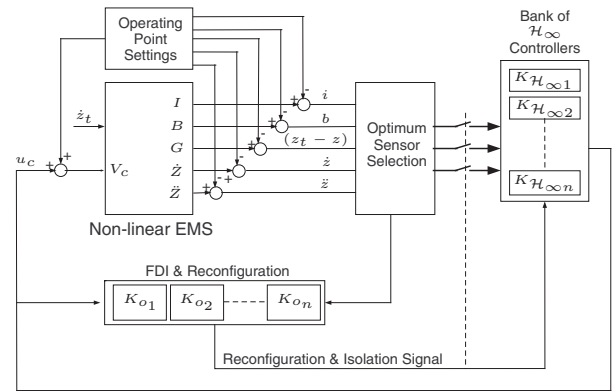 Operating
Point
Settings
Bank of
ℋ∞
Controllers
K_ℋ∞1
K_ℋ∞2
K_ℋ∞n
ż_t
u_c
V_c
I
B
G
Ż
Z̈
i
b
(z_t − z)
ż
z̈
+
+
+
-
+
-
+
-
+
-
+
-
Optimum
Sensor
Selection
Non-linear EMS
FDI & Reconfiguration
K_o1
K_o2
K_on
Reconfiguration & Isolation Signal